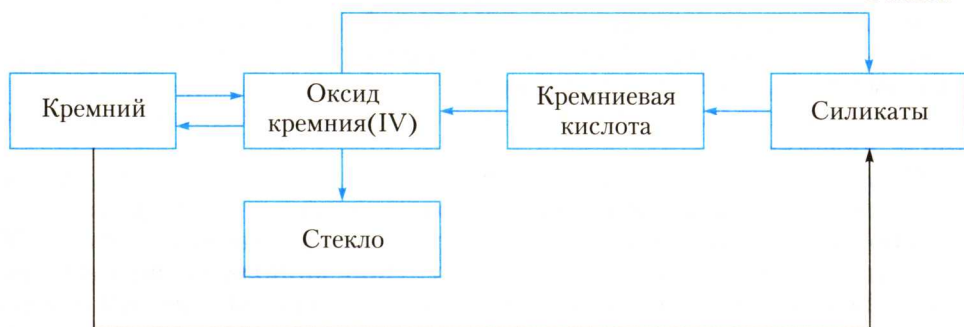 Кремний
Оксид
кремния(IV)
Кремниевая
кислота
Силикаты
Стекло